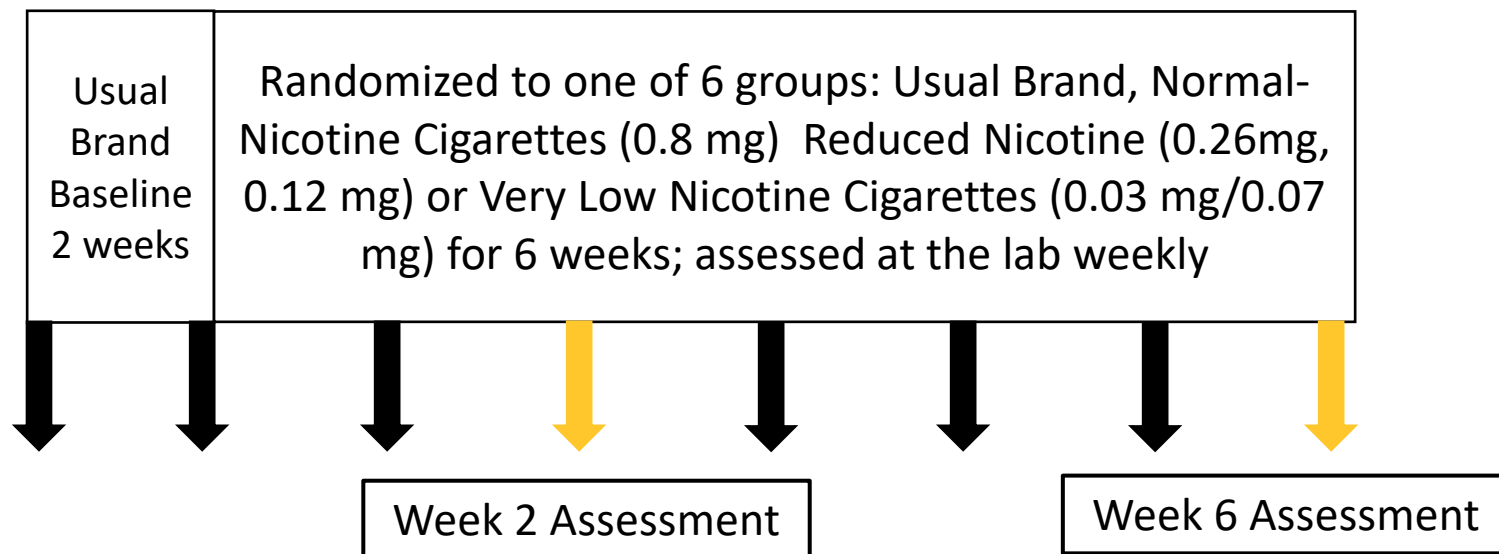 Usual
Brand
Baseline
2 weeks
Randomized to one of 6 groups: Usual Brand, Normal-
Nicotine Cigarettes (0.8 mg)  Reduced Nicotine (0.26mg,
0.12 mg) or Very Low Nicotine Cigarettes (0.03 mg/0.07
mg) for 6 weeks; assessed at the lab weekly
Week 2 Assessment
Week 6 Assessment